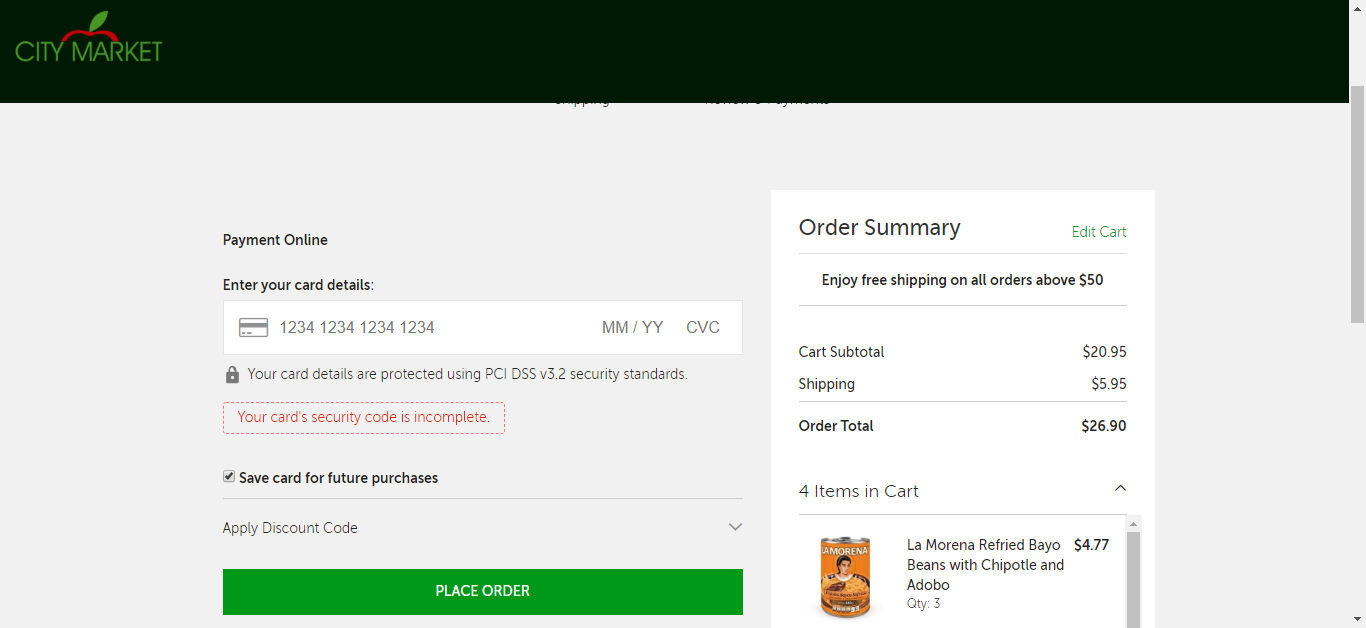 CITY MARKET
Shipping
Review & Payments
Payment Online
Enter your card details:
1234 1234 1234 1234 MM / YY CVC
Your card details are protected using PCI DSS v3.2 security standards.
Your card's security code is incomplete.
Save card for future purchases
Apply Discount Code
PLACE ORDER
Order Summary
Edit Cart
Enjoy free shipping on all orders above $50
Cart Subtotal $20.95
Shipping $5.95
Order Total $26.90
4 Items in Cart
LA MORENA
La Morena Refried Bayo $4.77
Beans with Chipotle and
Adobo
Qty: 3